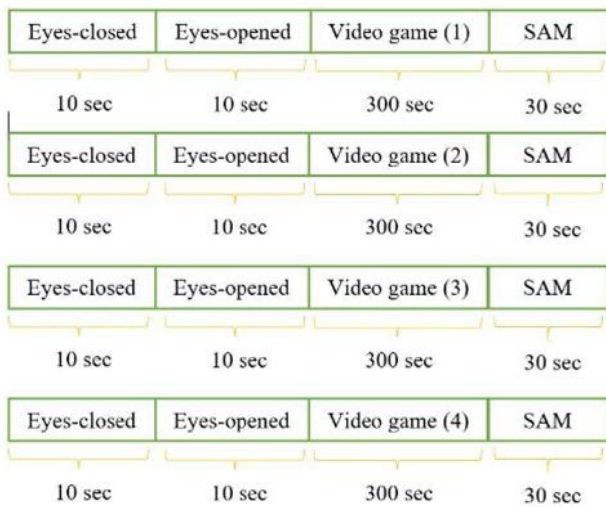 Eyes-closed Eyes-opened Video game (1) SAM
10 sec 10 sec 300 sec 30 sec
Eyes-closed Eyes-opened Video game (2) SAM
10 sec 10 sec 300 sec 30 sec
Eyes-closed Eyes-opened Video game (3) SAM
10 sec 10 sec 300 sec 30 sec
Eyes-closed Eyes-opened Video game (4) SAM
10 sec 10 sec 300 sec 30 sec